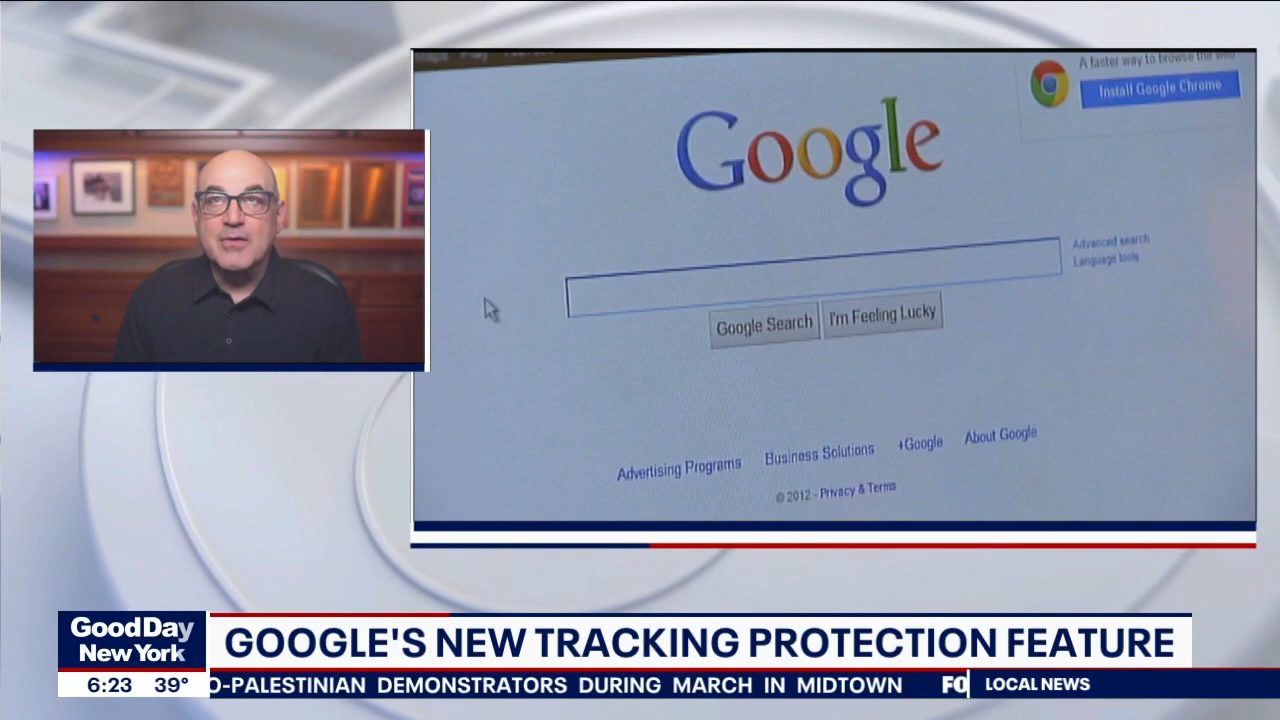 A faster way to browse the web
Install Google Chrome
Google
Advanced search
Language tools
Google Search
I'm Feeling Lucky
Advertising Programs
Business Solutions
+Google
About Google
© 2012 - Privacy & Terms
GoodDay
New York
GOOGLE'S NEW TRACKING PROTECTION FEATURE
6:23 39°
O-PALESTINIAN DEMONSTRATORS DURING MARCH IN MIDTOWN FO
LOCAL NEWS